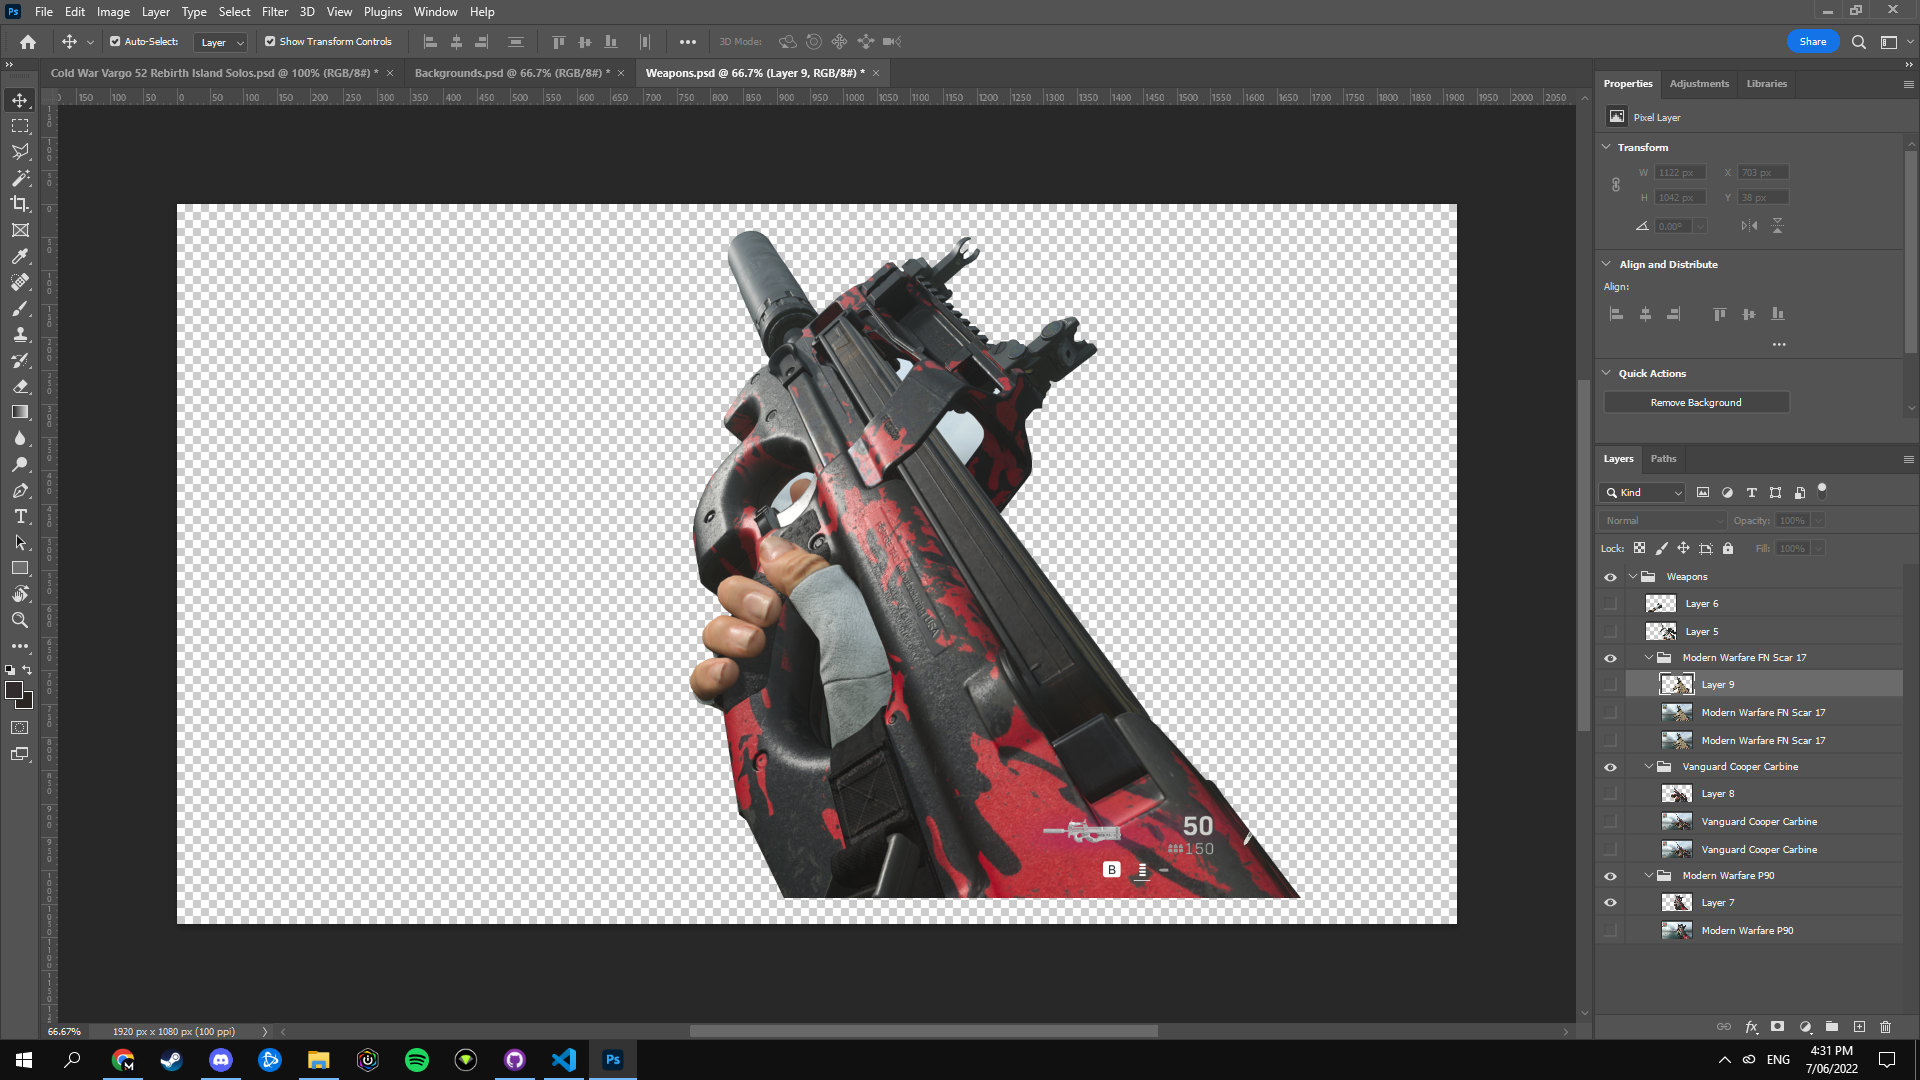 Ps File Edit Image Layer Type Select Filter 3D View Plugins Window Help
Auto-Select: Layer Show Transform Controls 3D Mode: Share
Cold War Vargo 52 Rebirth Island Solos.psd @ 100% (RGB/8#) * Backgrounds.psd @ 66.7% (RGB/8#) * Weapons.psd @ 66.7% (Layer 9, RGB/8#) *
150 100 50 0 50 100 150 200 250 300 350 400 450 500 550 600 650 700 750 800 850 900 950 1000 1050 1100 1150 1200 1250 1300 1350 1400 1450 1500 1550 1600 1650 1700 1750 1800 1850 1900 1950 2000 2050
Properties Adjustments Libraries
Pixel Layer
Transform
W 1122 px X 703 px
H 1042 px Y 38 px
0.00°
Align and Distribute
Align:
Quick Actions
Remove Background
Layers Paths
Kind
Normal Opacity: 100%
Lock: Fill: 100%
Weapons
Layer 6
Layer 5
Modern Warfare FN Scar 17
Layer 9
Modern Warfare FN Scar 17
Modern Warfare FN Scar 17
Vanguard Cooper Carbine
Layer 8
Vanguard Cooper Carbine
Vanguard Cooper Carbine
Modern Warfare P90
Layer 7
Modern Warfare P90
50
150
B
66.67% 1920 px x 1080 px (100 ppi)
M Ps ENG
4:31 PM
7/06/2022